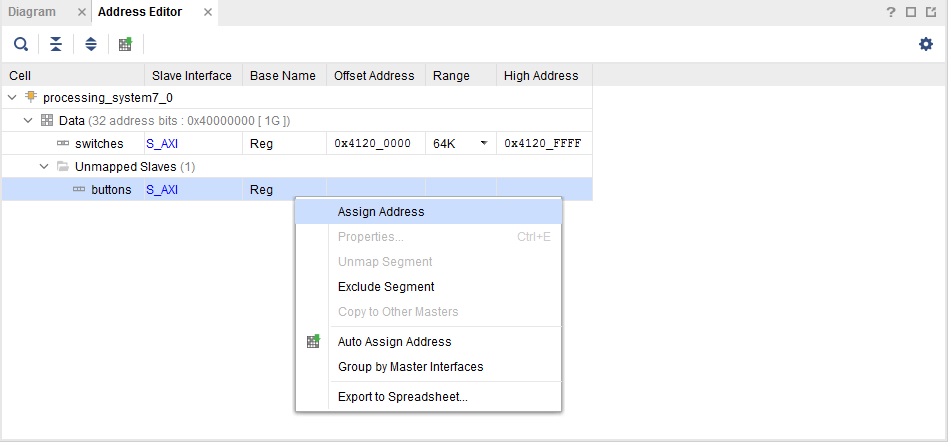 Diagram × Address Editor ×
? 
Cell Slave Interface Base Name Offset Address Range High Address
processing_system7_0
Data (32 address bits : 0x40000000 [ 1G ])
switches S_AXI Reg 0x4120_0000 64K 0x4120_FFFF
Unmapped Slaves (1)
buttons S_AXI Reg
Assign Address
Properties... Ctrl+E
Unmap Segment
Exclude Segment
Copy to Other Masters
Auto Assign Address
Group by Master Interfaces
Export to Spreadsheet...